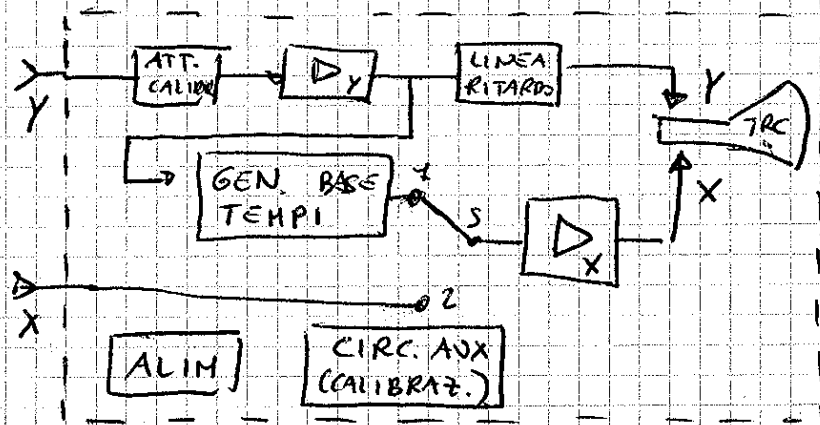 Y
ATT.
CALIBR
Y
LINEA
RITARDO
Y
TRC
X
GEN. BASE
TEMPI
1
S
X
X
2
ALIM
CIRC. AUX
(CALIBRAZ.)